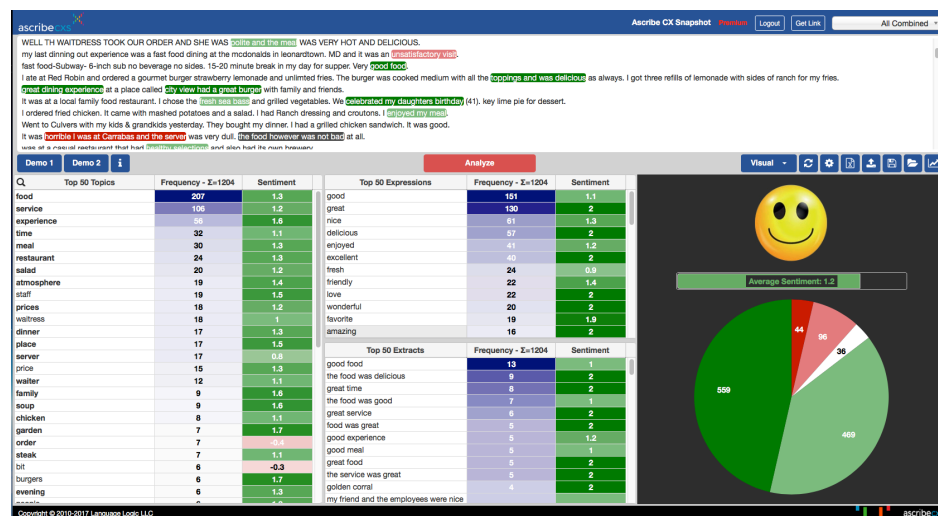 ascribe cxs
Ascribe CX Snapshot Premium Logout Get Link All Combined
WELL TH WAITDRESS TOOK OUR ORDER AND SHE WAS polite and the meal WAS VERY HOT AND DELICIOUS.
my last dinning out experience was a fast food dining at the mcdonalds in leonardtown. MD and it was an unsatisfactory visit.
fast food-Subway- 6-inch sub no beverage no sides. 15-20 minute break in my day for supper. Very good food.
I ate at Red Robin and ordered a gourmet burger strawberry lemonade and unlimted fries. The burger was cooked medium with all the toppings and was delicious as always. I got three refills of lemonade with sides of ranch for my fries.
great dining experience at a place called city view had a great burger with family and friends.
It was at a local family food restaurant. I chose the fresh sea bass and grilled vegetables. We celebrated my daughters birthday (41). key lime pie for dessert.
I ordered fried chicken. It came with mashed potatoes and a salad. I had Ranch dressing and croutons. I enjoyed my meal.
Went to Culvers with my kids & grandkids yesterday. They bought my dinner. I had a grilled chicken sandwich. It was good.
It was horrible I was at Carrabas and the server was very dull. the food however was not bad at all.
was at a casual restaurant that had healthy selections and also had its own brewery
Demo 1 Demo 2 i Analyze Visual
Top 50 Topics Frequency - Σ=1204 Sentiment
food 207 1.3
service 106 1.2
experience 56 1.6
time 32 1.1
meal 30 1.3
restaurant 24 1.3
salad 20 1.2
atmosphere 19 1.4
staff 19 1.5
prices 18 1.2
waitress 18 1
dinner 17 1.3
place 17 1.5
server 17 0.8
price 15 1.3
waiter 12 1.1
family 9 1.6
soup 9 1.6
chicken 8 1.1
garden 7 1.7
order 7 -0.4
steak 7 1.1
bit 6 -0.3
burgers 6 1.7
evening 6 1.3
Top 50 Expressions Frequency - Σ=1204 Sentiment
good 151 1.1
great 130 2
nice 61 1.3
delicious 57 2
enjoyed 41 1.2
excellent 40 2
fresh 24 0.9
friendly 22 1.4
love 22 2
wonderful 20 2
favorite 19 1.9
amazing 16 2
Top 50 Extracts Frequency - Σ=1204 Sentiment
good food 13 1
the food was delicious 9 2
great time 8 2
the food was good 7 1
great service 6 2
food was great 5 2
good experience 5 1.2
good meal 5 1
great food 5 2
the service was great 5 2
golden corral 4 2
my friend and the employees were nice
Average Sentiment: 1.2
44
96
36
559
469
Copyright © 2010-2017 Language Logic LLC
ascribe cxs